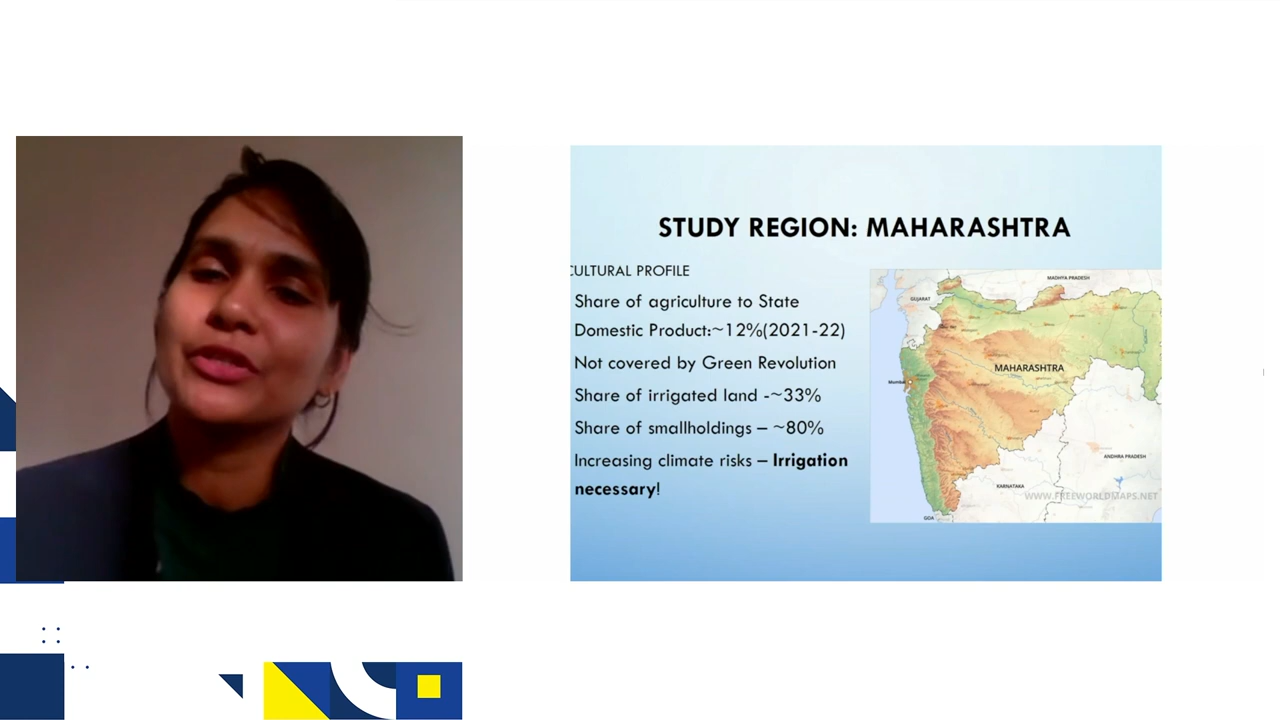 STUDY REGION: MAHARASHTRA
CULTURAL PROFILE
Share of agriculture to State
Domestic Product:~12%(2021-22)
Not covered by Green Revolution
Share of irrigated land -~33%
Share of smallholdings – ~80%
Increasing climate risks – Irrigation
necessary!
MADHYA PRADESH
GUJARAT
MAHARASHTRA
Mumbai
ANDHRA PRADESH
KARNATAKA
WWW.FREEWORLDMAPS.NET
GOA